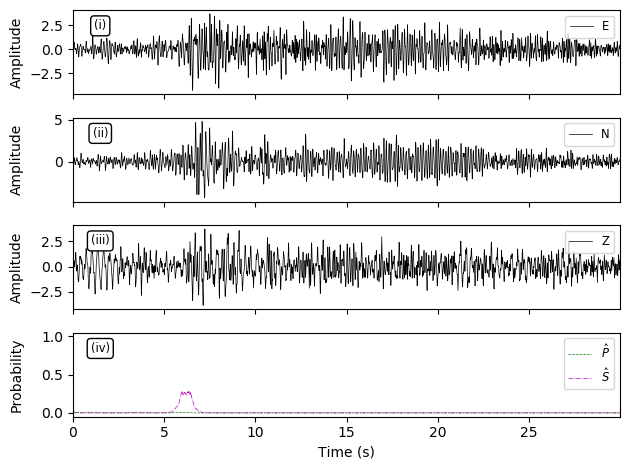 Amplitude
2.5
0.0
−2.5
(i)
E
Amplitude
5
0
(ii)
N
Amplitude
2.5
0.0
−2.5
(iii)
Z
Probability
1.0
0.5
0.0
(iv)
P̂
Ŝ
0 5 10 15 20 25
Time (s)